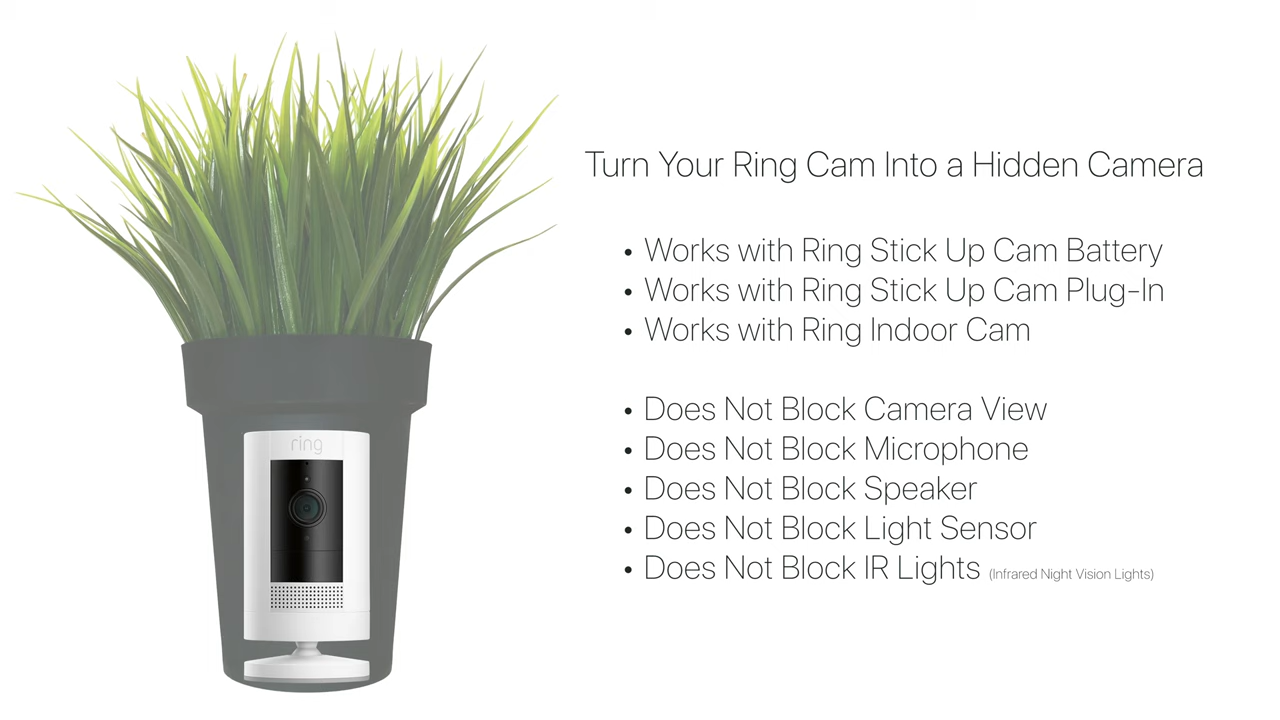 Turn Your Ring Cam Into a Hidden Camera
• Works with Ring Stick Up Cam Battery
• Works with Ring Stick Up Cam Plug-In
• Works with Ring Indoor Cam
• Does Not Block Camera View
• Does Not Block Microphone
• Does Not Block Speaker
• Does Not Block Light Sensor
• Does Not Block IR Lights (Infrared Night Vision Lights)
ring